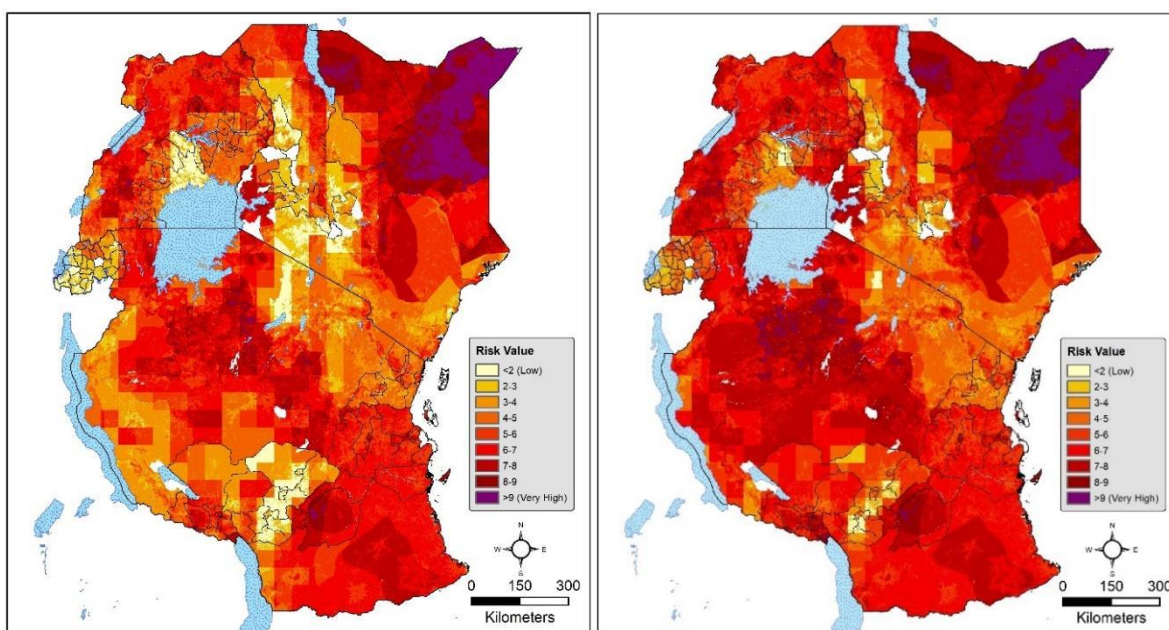 Risk Value
<2 (Low)
2-3
3-4
4-5
5-6
6-7
7-8
8-9
>9 (Very High)
N
W E
S
0 150 300
Kilometers
Risk Value
<2 (Low)
2-3
3-4
4-5
5-6
6-7
7-8
8-9
>9 (Very High)
N
W E
S
0 150 300
Kilometers